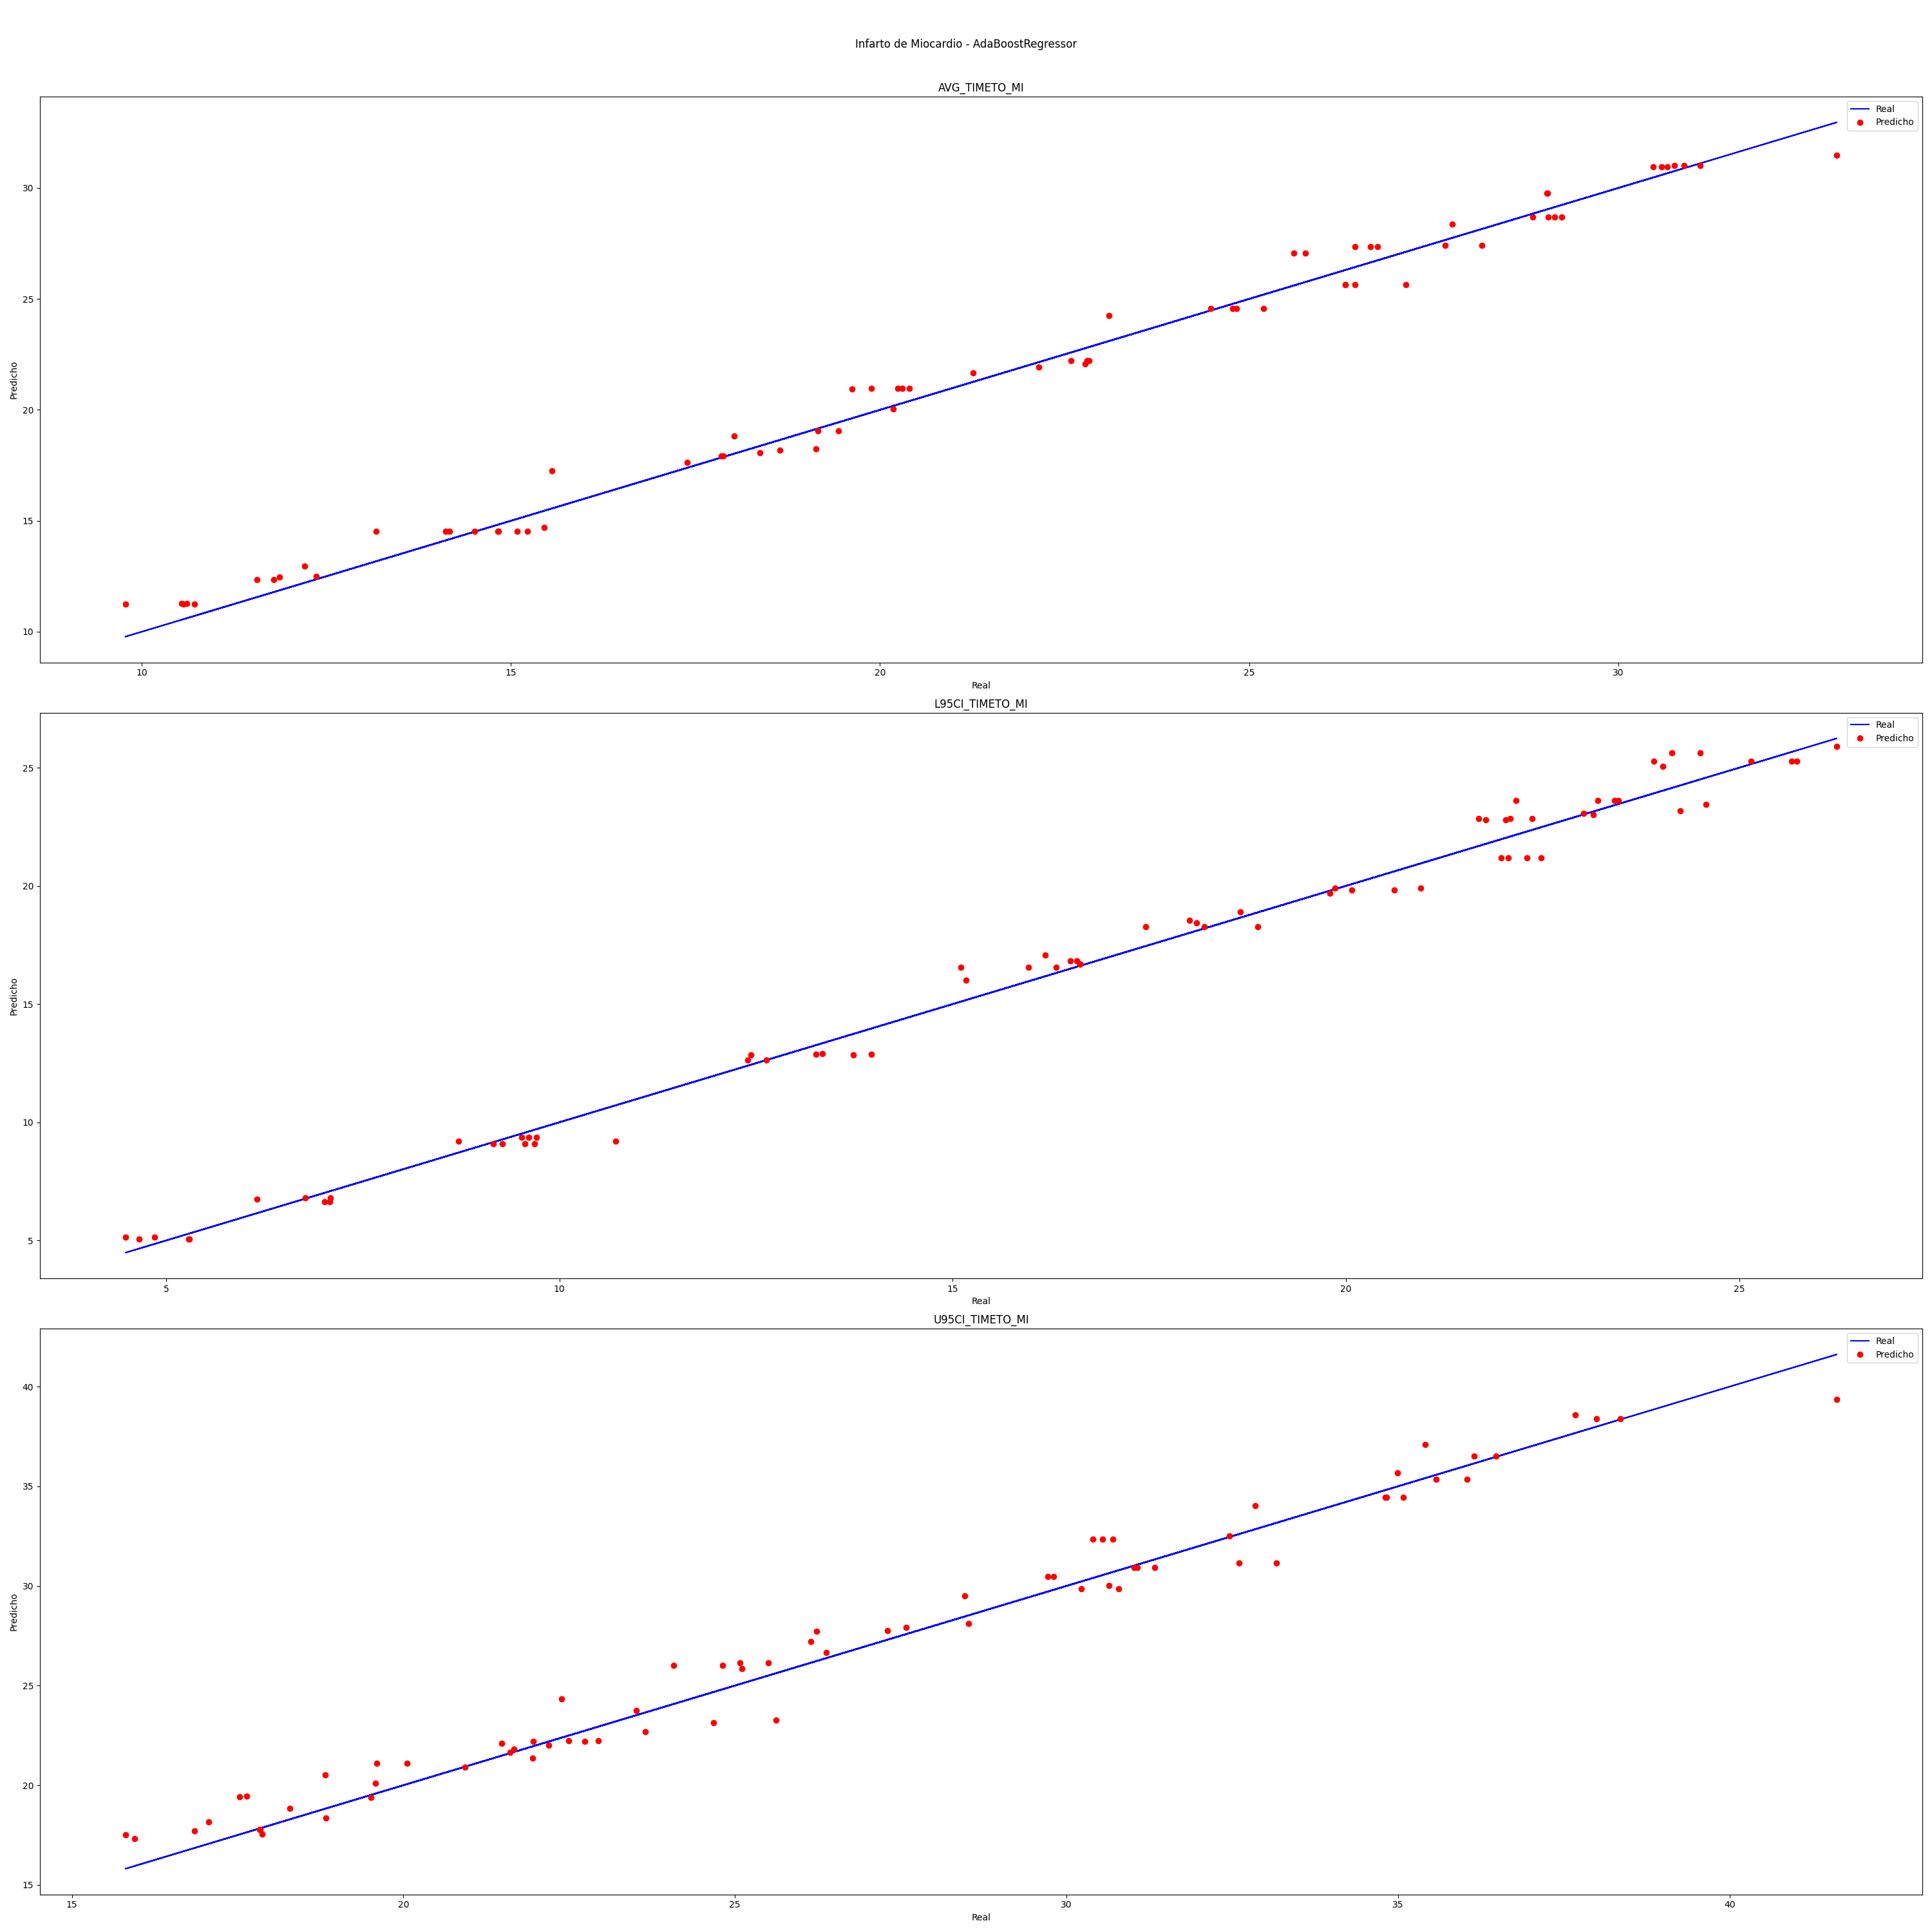 Infarto de Miocardio - AdaBoostRegressor
AVG_TIMETO_MI
Real
Predicho
30
25
20
15
10
Predicho
10 15 20 25 30
Real
L95CI_TIMETO_MI
Real
Predicho
25
20
15
10
5
Predicho
5 10 15 20 25
Real
U95CI_TIMETO_MI
Real
Predicho
40
35
30
25
20
15
Predicho
15 20 25 30 35 40
Real